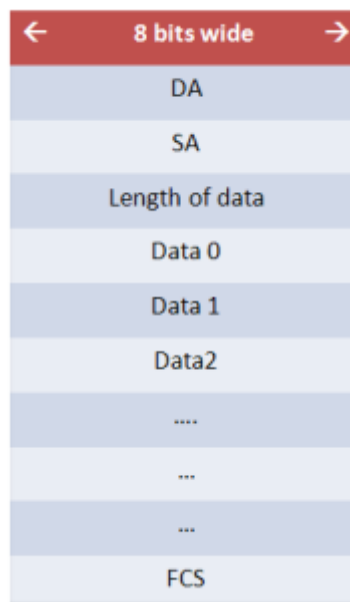 ← 8 bits wide →
DA
SA
Length of data
Data 0
Data 1
Data2
....
...
...
FCS